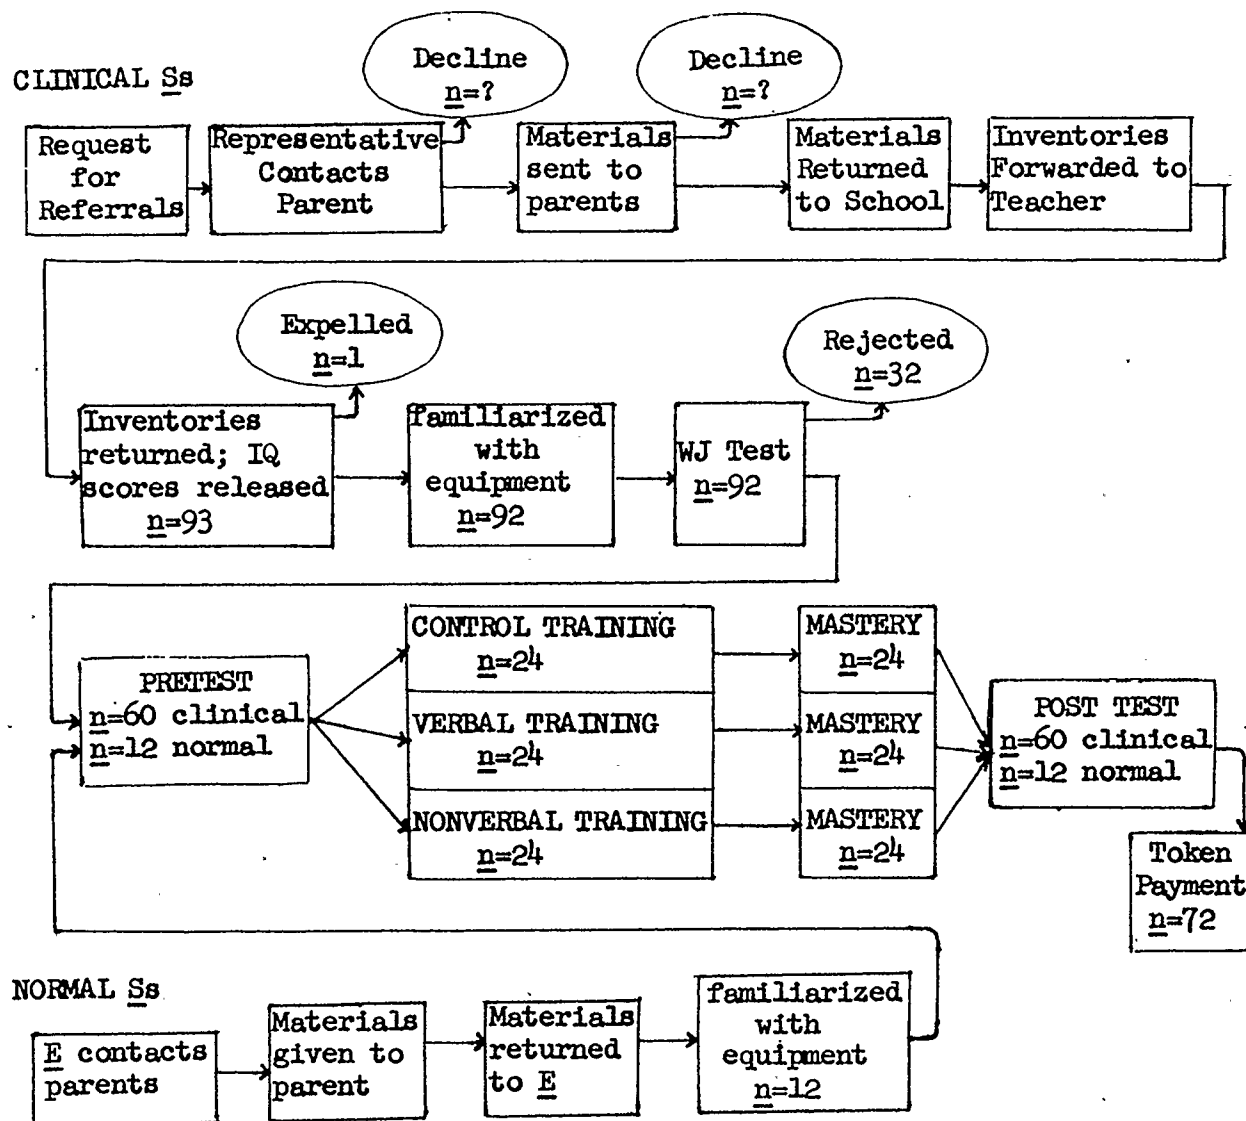 CLINICAL Ss
Decline
n=?
Decline
n=?
Request
for
Referrals
Representative
Contacts
Parent
Materials
sent to
parents
Materials
Returned
to School
Inventories
Forwarded to
Teacher
Expelled
n=1
Rejected
n=32
Inventories
returned; IQ
scores released
n=93
familiarized
with
equipment
n=92
WJ Test
n=92
PRETEST
n=60 clinical
n=12 normal
CONTROL TRAINING
n=24
VERBAL TRAINING
n=24
NONVERBAL TRAINING
n=24
MASTERY
n=24
MASTERY
n=24
MASTERY
n=24
POST TEST
n=60 clinical
n=12 normal
Token
Payment
n=72
NORMAL Ss
E contacts
parents
Materials
given to
parent
Materials
returned
to E
familiarized
with
equipment
n=12